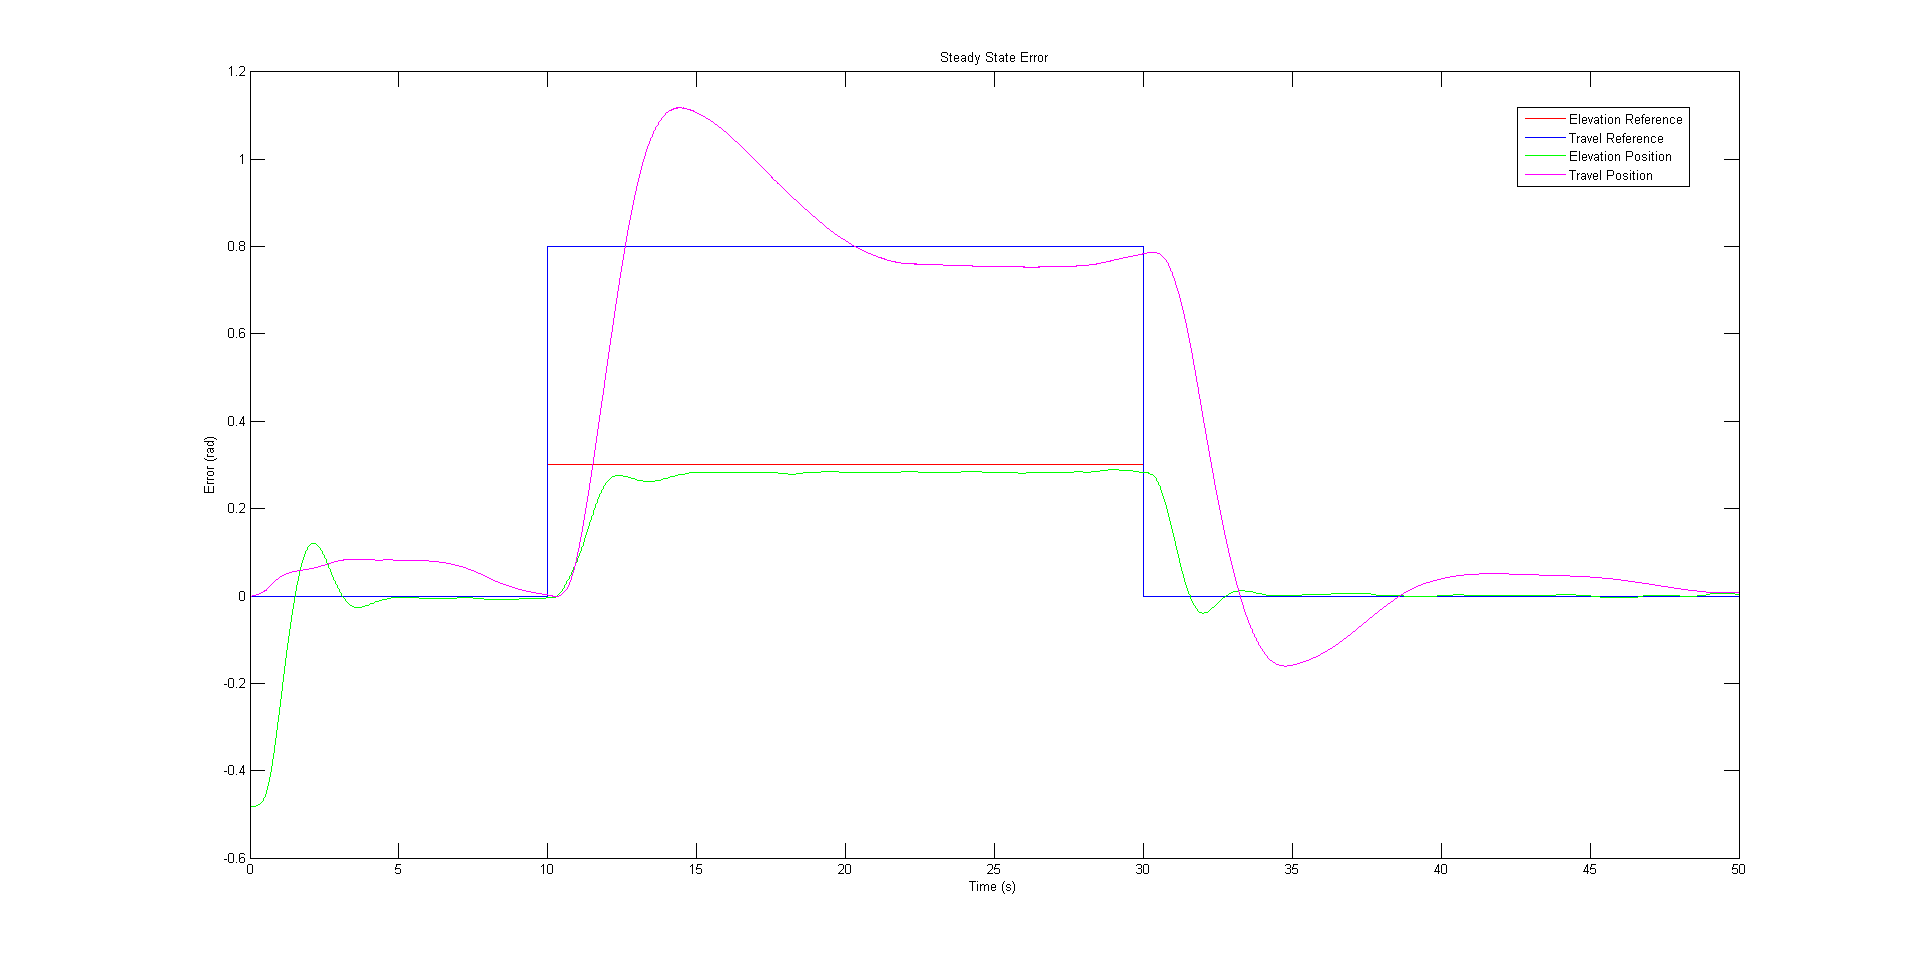 Steady State Error
1.2
1
0.8
0.6
0.4
0.2
0
-0.2
-0.4
-0.6
Error (rad)
Elevation Reference
Travel Reference
Elevation Position
Travel Position
0 5 10 15 20 25 30 35 40 45 50
Time (s)